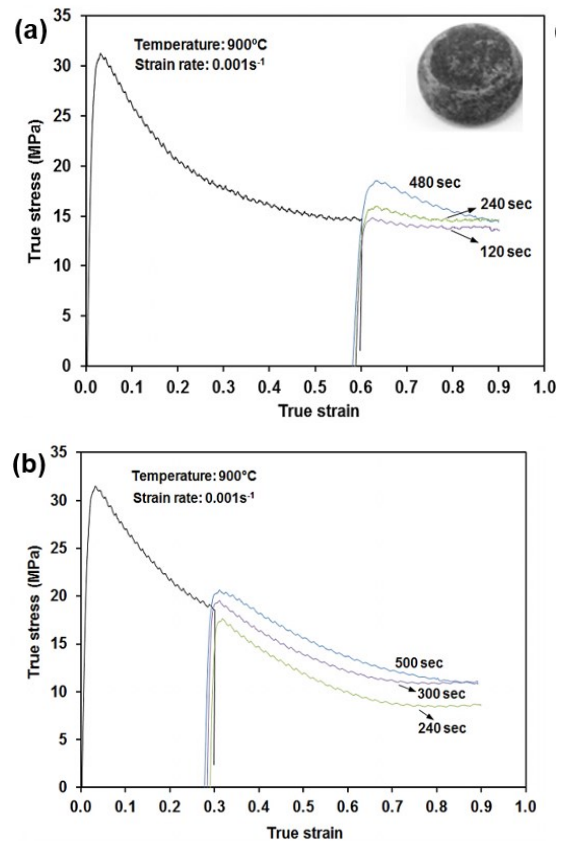 (a)
Temperature: 900ºC
Strain rate: 0.001s⁻¹
True stress (MPa)
35
30
25
20
15
10
5
0
480 sec
240 sec
120 sec
0.0 0.1 0.2 0.3 0.4 0.5 0.6 0.7 0.8 0.9 1.0
True strain
(b)
Temperature: 900°C
Strain rate: 0.001s⁻¹
True stress (MPa)
35
30
25
20
15
10
5
0
500 sec
300 sec
240 sec
0.0 0.1 0.2 0.3 0.4 0.5 0.6 0.7 0.8 0.9 1.0
True strain